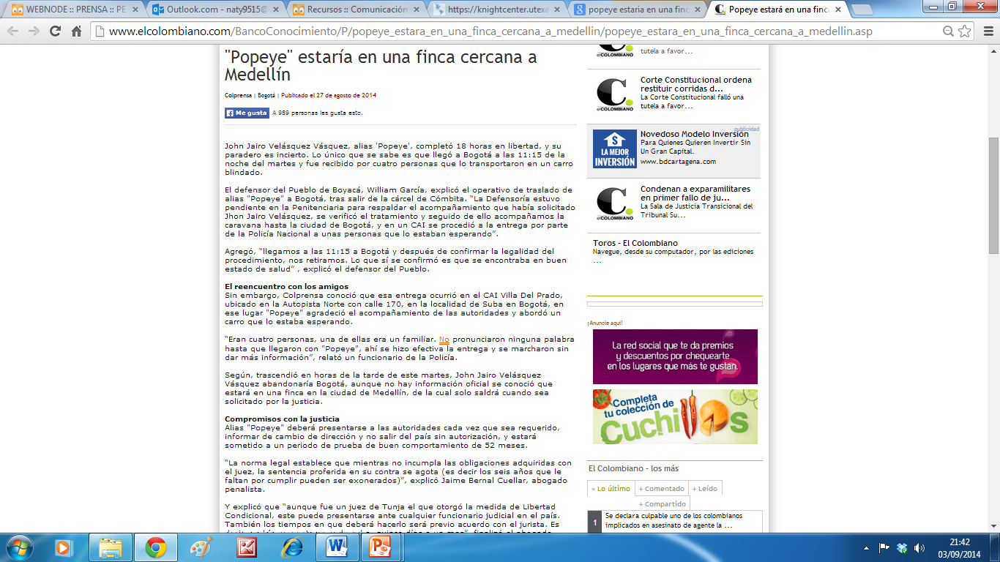 WEBNODE :: PRENSA :: PE
Outlook.com - naty9515@
Recursos :: Comunicación
https://knightcenter.utexa
popeye estaria en una finc
Popeye estará en una finca
www.elcolombiano.com/BancoConocimiento/P/popeye_estara_en_una_finca_cercana_a_medellin/popeye_estara_en_una_finca_cercana_a_medellin.asp
"Popeye" estaría en una finca cercana a
Medellín
Colprensa | Bogotá | Publicado el 27 de agosto de 2014
Me gusta A 989 personas les gusta esto.
John Jairo Velásquez Vásquez, alias 'Popeye', completó 18 horas en libertad, y su
paradero es incierto. Lo único que se sabe es que llegó a Bogotá a las 11:15 de la
noche del martes y fue recibido por cuatro personas que lo transportaron en un carro
blindado.
El defensor del Pueblo de Boyacá, William García, explicó el operativo de traslado de
alias "Popeye" a Bogotá, tras salir de la cárcel de Cómbita. “La Defensoría estuvo
pendiente en la Penitenciaria para respaldar el acompañamiento que había solicitado
Jhon Jairo Velásquez, se verificó el tratamiento y seguido de ello acompañamos la
caravana hasta la ciudad de Bogotá, y en un CAI se procedió a la entrega por parte
de la Policía Nacional a unas personas que lo estaban esperando”.
Agregó, “llegamos a las 11:15 a Bogotá y después de confirmar la legalidad del
procedimiento, nos retiramos. Lo que sí se confirmó es que se encontraba en buen
estado de salud” , explicó el defensor del Pueblo.
El reencuentro con los amigos
Sin embargo, Colprensa conoció que esa entrega ocurrió en el CAI Villa Del Prado,
ubicado en la Autopista Norte con calle 170, en la localidad de Suba en Bogotá, en
ese lugar "Popeye" agradeció el acompañamiento de las autoridades y abordó un
carro que lo estaba esperando.
“Eran cuatro personas, una de ellas era un familiar. No pronunciaron ninguna palabra
hasta que llegaron con "Popeye", ahí se hizo efectiva la entrega y se marcharon sin
dar más información”, relató un funcionario de la Policía.
Según, trascendió en horas de la tarde de este martes, John Jairo Velásquez
Vásquez abandonaría Bogotá, aunque no hay información oficial se conoció que
estará en una finca en la ciudad de Medellín, de la cual solo saldrá cuando sea
solicitado por la justicia.
Compromisos con la justicia
Alias "Popeye" deberá presentarse a las autoridades cada vez que sea requerido,
informar de cambio de dirección y no salir del país sin autorización, y estará
sometido a un periodo de prueba de buen comportamiento de 52 meses.
“La norma legal establece que mientras no incumpla las obligaciones adquiridas con
el juez, la sentencia proferida en su contra se agota (es decir los seis años que le
faltan por cumplir pueden ser exonerados)”, explicó Jaime Bernal Cuellar, abogado
penalista.
Y explicó que “aunque fue un juez de Tunja el que otorgó la medida de Libertad
Condicional, este puede presentarse ante cualquier funcionario judicial en el país.
También los tiempos en que deberá hacerlo será previo acuerdo con el jurista. Es
elCOLOMBIANO
tutela a favor...
Corte Constitucional ordena
restituir corridas d...
La Corte Constitucional falló una
tutela a favor...
elCOLOMBIANO
publicidad
LA MEJOR
INVERSIÓN
Novedoso Modelo Inversión
Para Quienes Quieren Invertir Sin
Un Gran Capital.
www.bdcartagena.com
Condenan a exparamilitares
en primer fallo de ju...
La Sala de Justicia Transicional del
Tribunal Su...
elCOLOMBIANO
Toros - El Colombiano
Navegue, desde su computador, por las ediciones
...
¡Anuncie aquí!
La red social que te da premios
y descuentos por chequearte
en los lugares que más te gustan.
Completa
tu colección de
Cuchillos
El Colombiano - los más
» Lo último + Comentado + Leído
+ Compartido
1 Se declara culpable uno de los colombianos
implicados en asesinato de agente la ...
21:42
03/09/2014